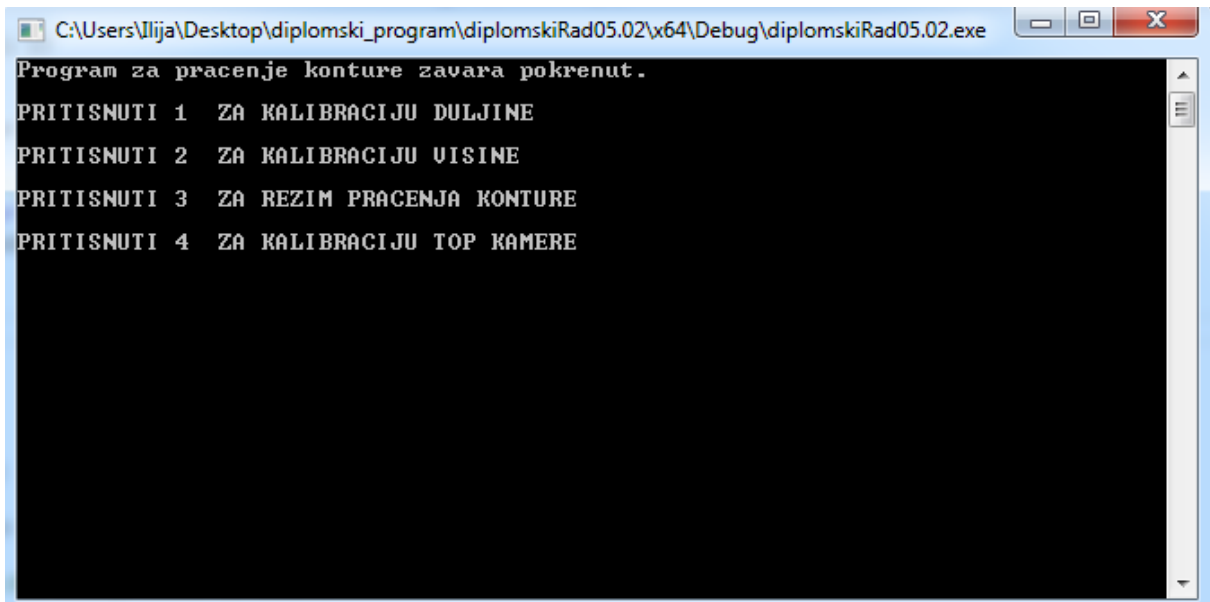 C:\Users\Ilija\Desktop\diplomski_program\diplomskiRad05.02\x64\Debug\diplomskiRad05.02.exe
Program za pracenje konture zavara pokrenut.
PRITISNUTI 1  ZA KALIBRACIJU DULJINE
PRITISNUTI 2  ZA KALIBRACIJU VISINE
PRITISNUTI 3  ZA REZIM PRACENJA KONTURE
PRITISNUTI 4  ZA KALIBRACIJU TOP KAMERE